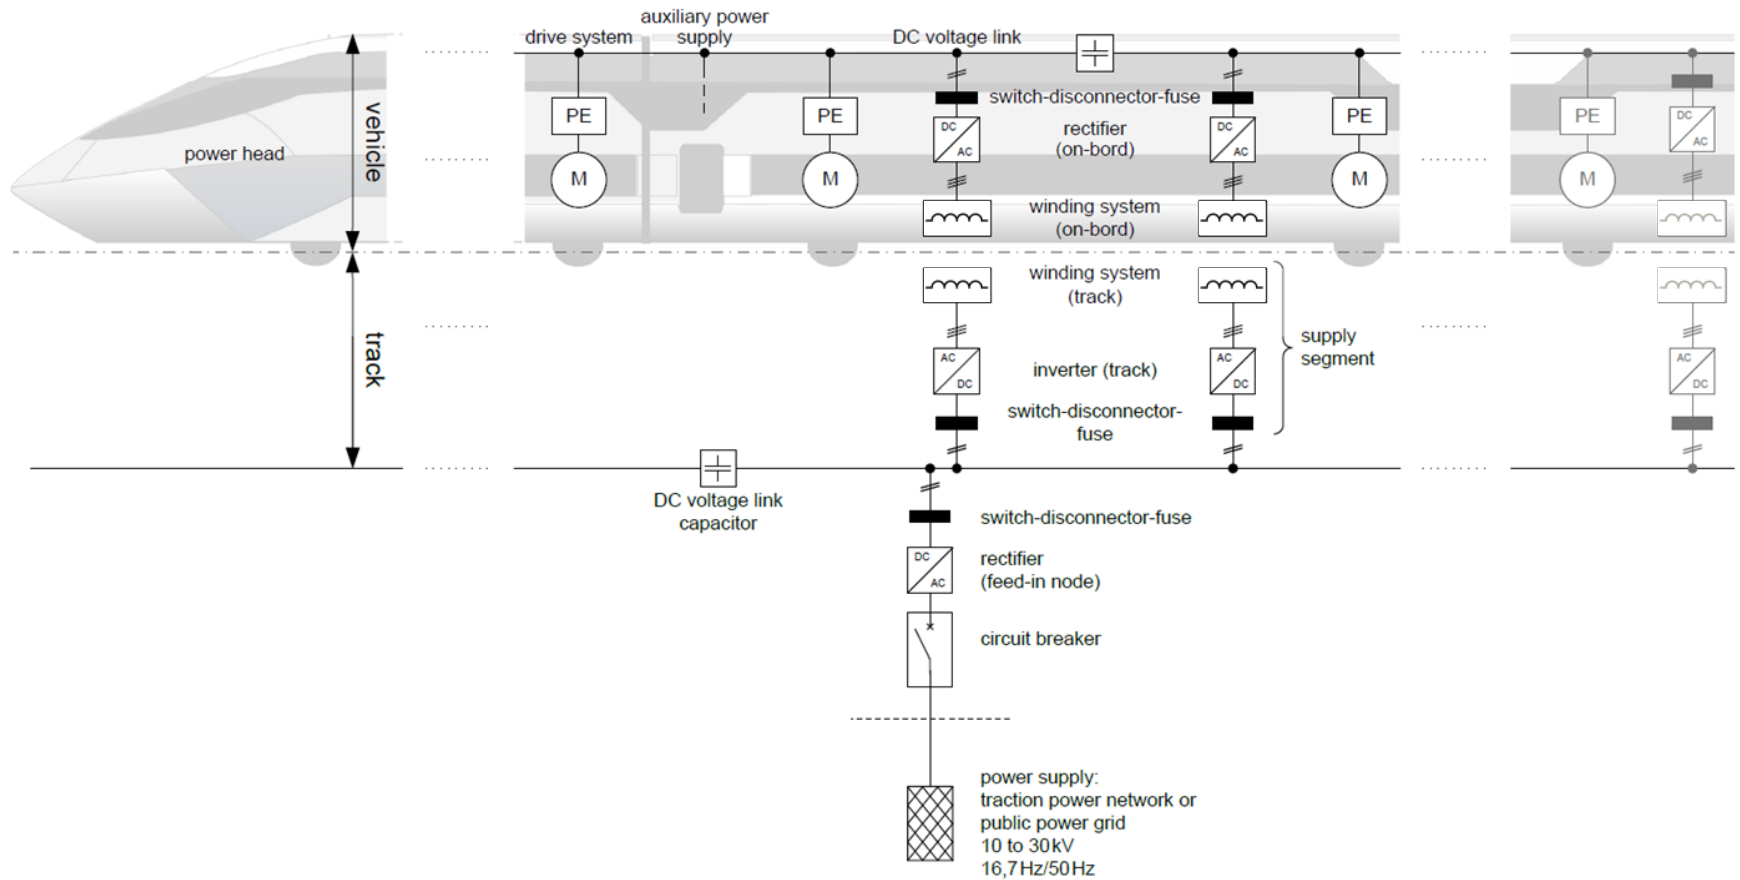 auxiliary power
supply
drive system
DC voltage link
switch-disconnector-fuse
PE
PE
DC
AC
rectifier
(on-bord)
DC
AC
PE
PE
DC
AC
vehicle
power head
M
M
M
M
winding system
(on-bord)
winding system
(track)
track
supply
segment
AC
DC
inverter (track)
AC
DC
AC
DC
switch-disconnector-
fuse
DC voltage link
capacitor
switch-disconnector-fuse
DC
AC
rectifier
(feed-in node)
circuit breaker
power supply:
traction power network or
public power grid
10 to 30kV
16,7Hz/50Hz